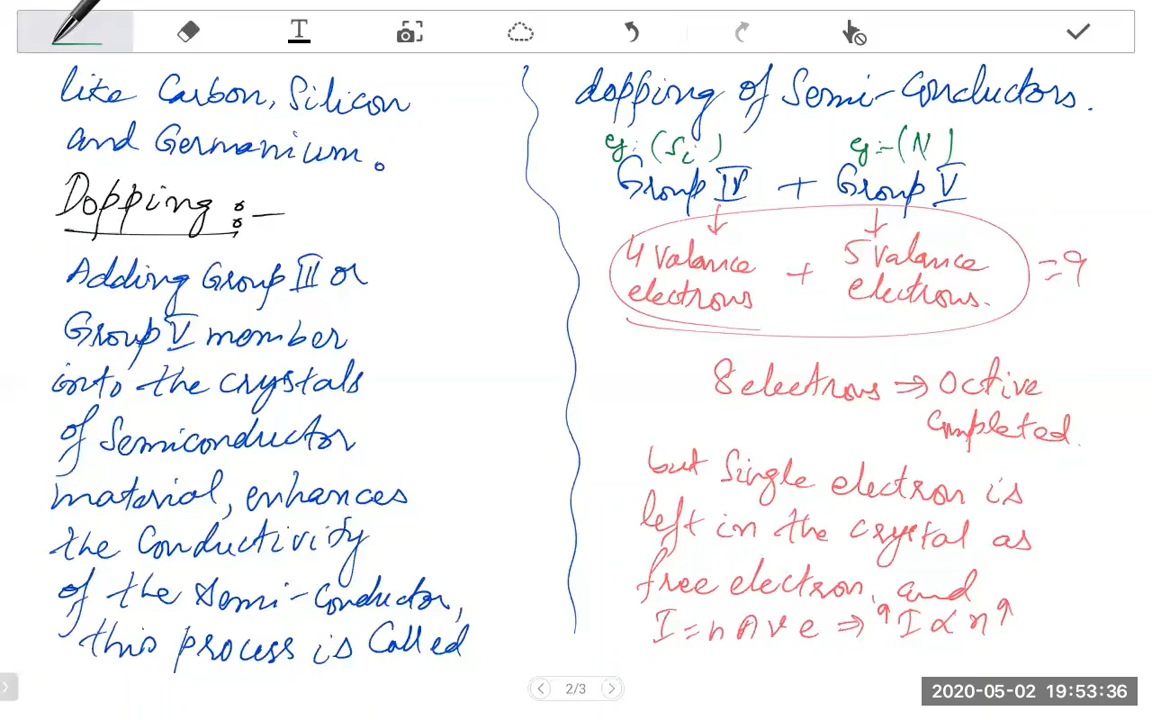 like Carbon, Silicon
and Germanium.
Dopping :-
Adding Group III or
Group V member
into the crystals
of Semiconductor
material, enhances
the Conductivity
of the Semi-Conductor,
this process is Called
dopping of Semi-Conductors.
eg:- (Si) eg:- (N)
Group IV + Group V
4 Valance + 5 Valance = 9
electrons electrons.
8 electrons ⇒ Octive
Completed.
but Single electron is
left in the crystal as
free electron, and
I = n A v e ⇒ ↑ I ∝ n ↑
2/3
2020-05-02 19:53:36